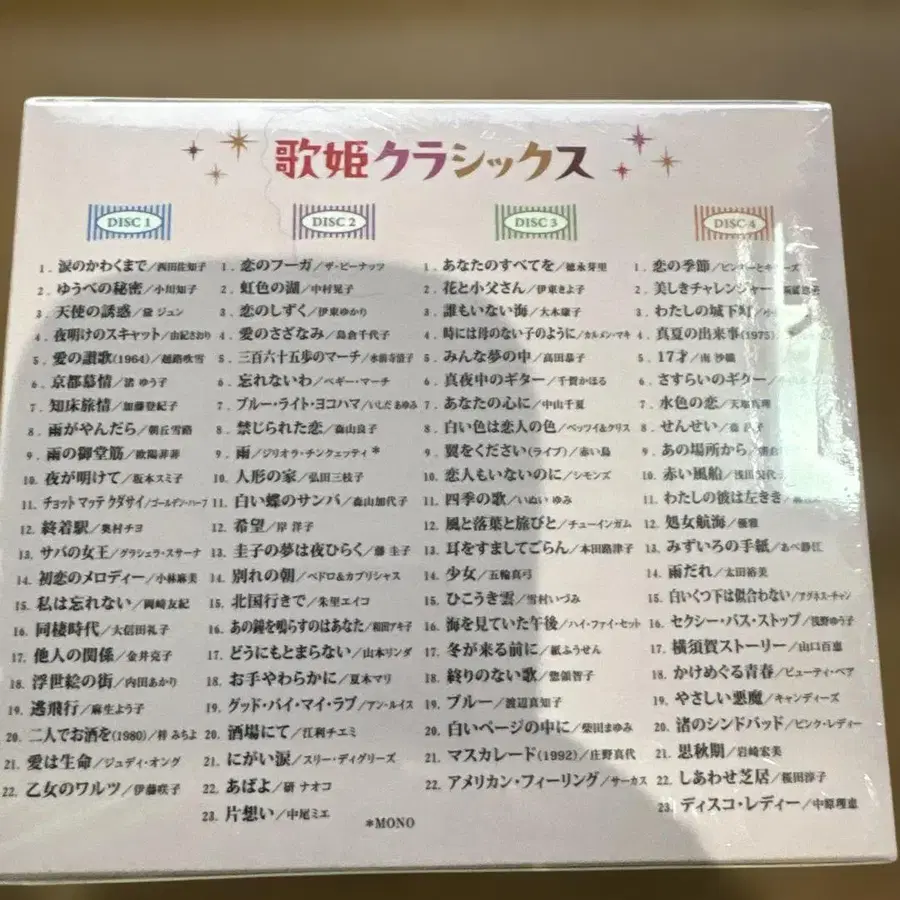 歌姫クラシックス
DISC 1
1. 涙のかわくまで/西田佐知子
2. ゆうべの秘密/小川知子
3. 天使の誘惑/黛 ジュン
4. 夜明けのスキャット/由紀さおり
5. 愛の讃歌(1964)/越路吹雪
6. 京都慕情/渚 ゆう子
7. 知床旅情/加藤登紀子
8. 雨がやんだら/朝丘雪路
9. 雨の御堂筋/欧陽菲菲
10. 夜が明けて/坂本スミ子
11. チョット マッテ クダサイ/ゴールデン・ハーフ
12. 終着駅/奥村チヨ
13. サバの女王/グラシェラ・スサーナ
14. 初恋のメロディー/小林麻美
15. 私は忘れない/岡崎友紀
16. 同棲時代/大信田礼子
17. 他人の関係/金井克子
18. 浮世絵の街/内田あかり
19. 逃飛行/麻生よう子
20. 二人でお酒を(1980)/梓 みちよ
21. 愛は生命/ジュディ・オング
22. 乙女のワルツ/伊藤咲子
DISC 2
1. 恋のフーガ/ザ・ピーナッツ
2. 虹色の湖/中村晃子
3. 恋のしずく/伊東ゆかり
4. 愛のさざなみ/島倉千代子
5. 三百六十五歩のマーチ/水前寺清子
6. 忘れないわ/ペギー・マーチ
7. ブルー・ライト・ヨコハマ/いしだ あゆみ
8. 禁じられた恋/森山良子
9. 雨/ジリオラ・チンクェッティ *
10. 人形の家/弘田三枝子
11. 白い蝶のサンバ/森山加代子
12. 希望/岸 洋子
13. 圭子の夢は夜ひらく/藤 圭子
14. 別れの朝/ペドロ&カプリシャス
15. 北国行きで/朱里エイコ
16. あの鐘を鳴らすのはあなた/和田アキ子
17. どうにもとまらない/山本リンダ
18. お手やわらかに/夏木マリ
19. グッド・バイ・マイ・ラブ/アン・ルイス
20. 酒場にて/江利チエミ
21. にがい涙/スリー・ディグリーズ
22. あばよ/研 ナオコ
23. 片想い/中尾ミエ
*MONO
DISC 3
1. あなたのすべてを/徳永芽里
2. 花と小父さん/伊東きよ子
3. 誰もいない海/大木康子
4. 時には母のない子のように/カルメン・マキ
5. みんな夢の中/高田恭子
6. 真夜中のギター/千賀かほる
7. あなたの心に/中山千夏
8. 白い色は恋人の色/ベッツイ&クリス
9. 翼をください(ライブ)/赤い鳥
10. 恋人もいないのに/シモンズ
11. 四季の歌/いぬい ゆみ
12. 風と落葉と旅びと/チューインガム
13. 耳をすましてごらん/本田路津子
14. 少女/五輪真弓
15. ひこうき雲/雪村いづみ
16. 海を見ていた午後/ハイ・ファイ・セット
17. 冬が来る前に/紙ふうせん
18. 終りのない歌/惣領智子
19. ブルー/渡辺真知子
20. 白いページの中に/柴田まゆみ
21. マスカレード(1992)/庄野真代
22. アメリカン・フィーリング/サーカス
DISC 4
1. 恋の季節/ピンキーとキラーズ
2. 美しきチャレンジャー/
3. わたしの城下町/
4. 真夏の出来事(1975)/
5. 17才/南 沙織
6. さすらいのギター/
7. 水色の恋/天地真理
8. せんせい/森 昌子
9. あの場所から/
10. 赤い風船/浅田美代子
11. わたしの彼は左きき/
12. 処女航海/優雅
13. みずいろの手紙/あべ静江
14. 雨だれ/太田裕美
15. 白いくつ下は似合わない/アグネス・チャン
16. セクシー・バス・ストップ/浅野ゆう子
17. 横須賀ストーリー/山口百恵
18. かけめぐる青春/ビューティ・ペア
19. やさしい悪魔/キャンディーズ
20. 渚のシンドバッド/ピンク・レディー
21. 思秋期/岩崎宏美
22. しあわせ芝居/桜田淳子
23. ディスコ・レディー/中原理恵